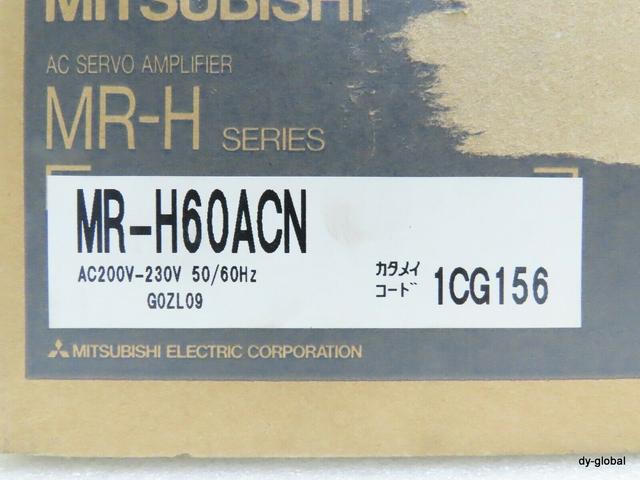 MITSUBISHI
AC SERVO AMPLIFIER
MR-H SERIES
MR-H60ACN
AC200V-230V 50/60Hz
G0ZL09
カタメイ
コード
1CG156
MITSUBISHI ELECTRIC CORPORATION
dy-global